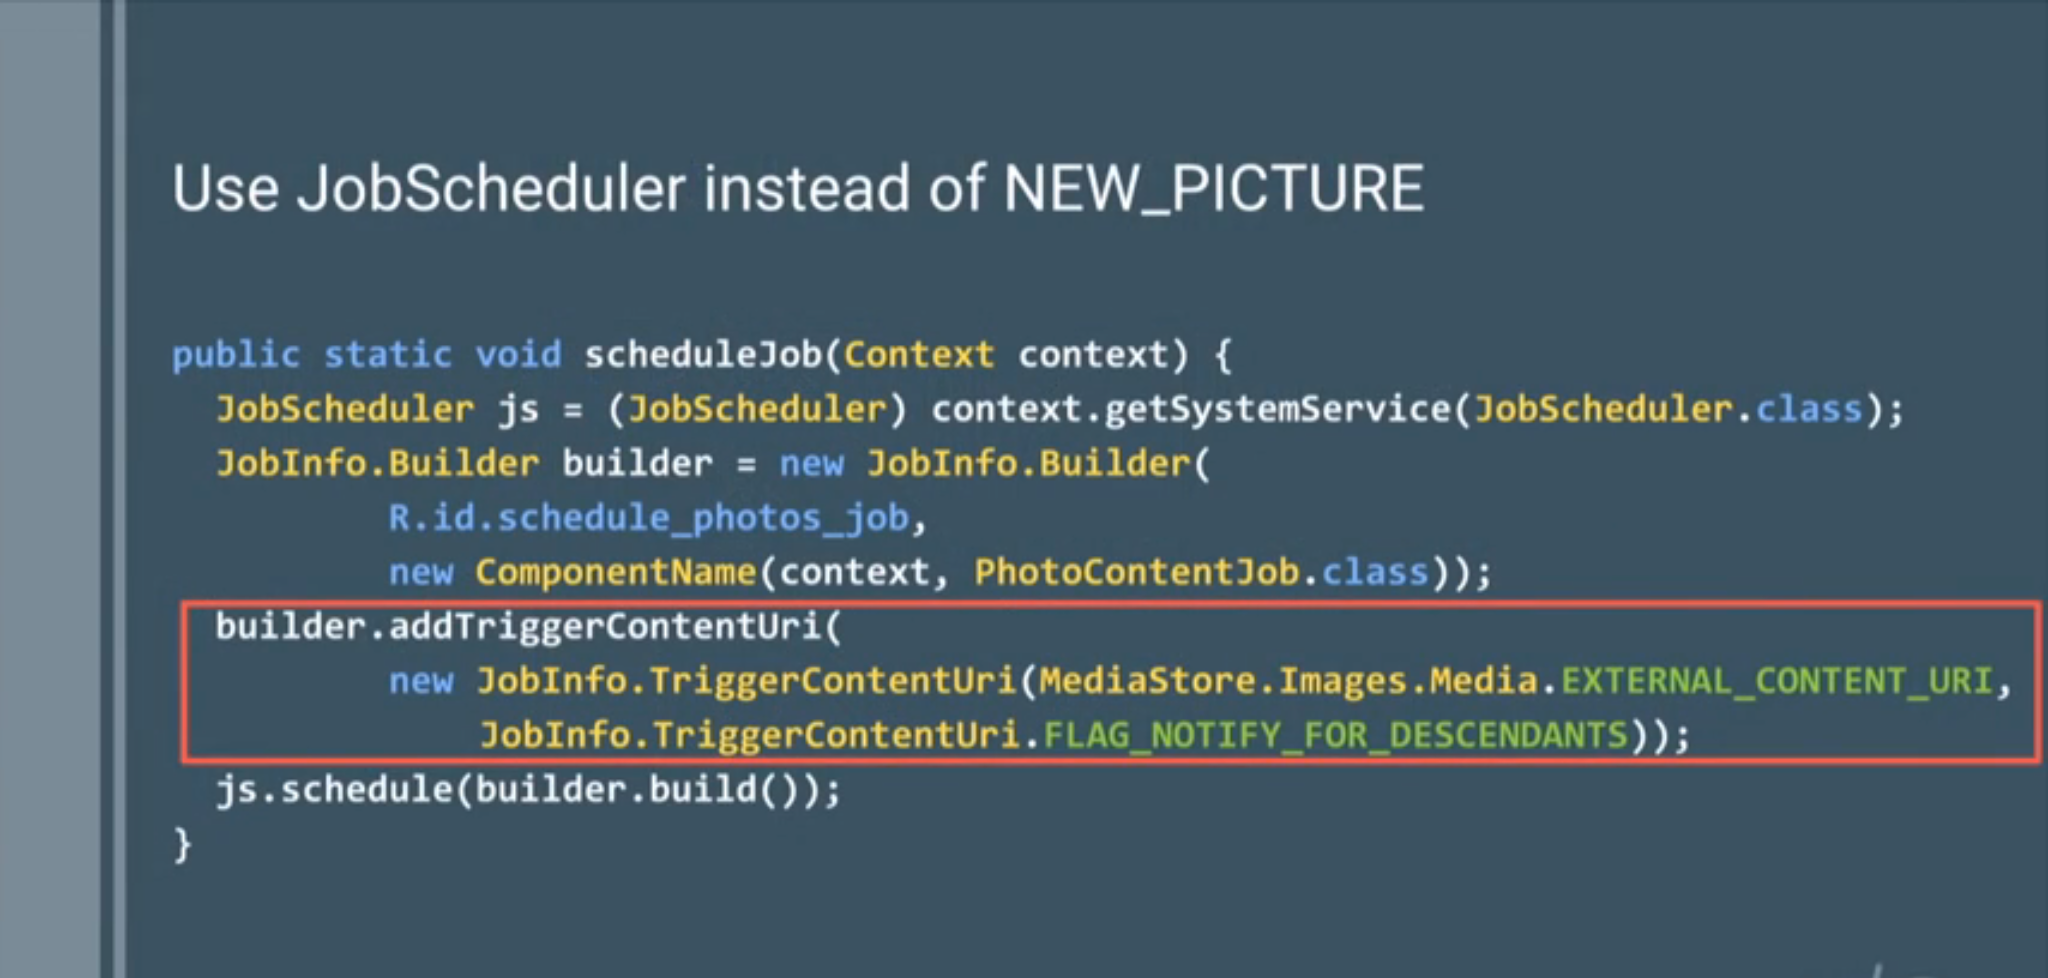 Use JobScheduler instead of NEW_PICTURE
public static void scheduleJob(Context context) {
JobScheduler js = (JobScheduler) context.getSystemService(JobScheduler.class);
JobInfo.Builder builder = new JobInfo.Builder(
R.id.schedule_photos_job,
new ComponentName(context, PhotoContentJob.class));
builder.addTriggerContentUri(
new JobInfo.TriggerContentUri(MediaStore.Images.Media.EXTERNAL_CONTENT_URI,
JobInfo.TriggerContentUri.FLAG_NOTIFY_FOR_DESCENDANTS));
js.schedule(builder.build());
}